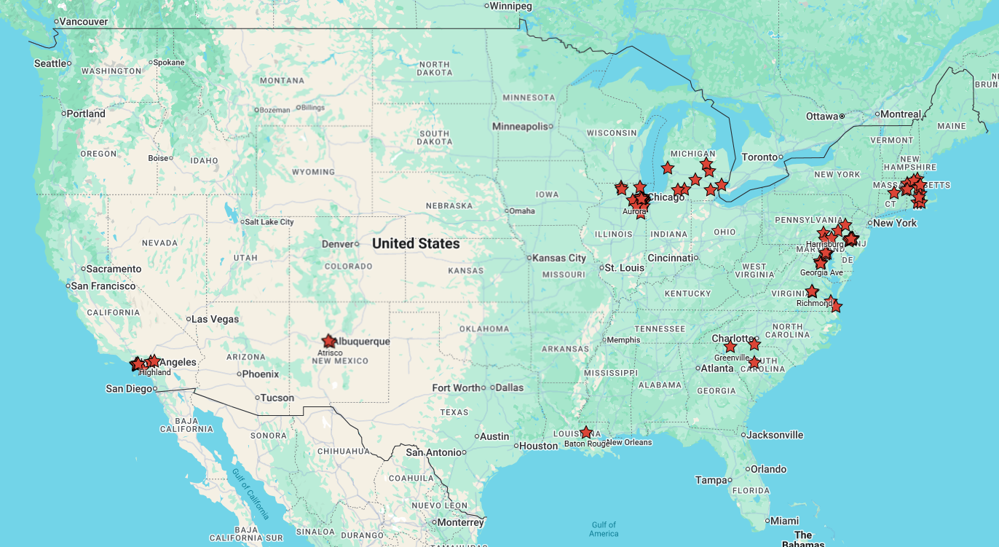 Winnipeg
Vancouver
Seattle
Spokane
WASHINGTON
NORTH
DAKOTA
MONTANA
MINNESOTA
Bozeman
Billings
Portland
Ottawa
Montreal
MAINE
Minneapolis
WISCONSIN
SOUTH
DAKOTA
VERMONT
OREGON
Boise
IDAHO
MICHIGAN
Toronto
NEW
HAMPSHIRE
WYOMING
NEW YORK
IOWA
Chicago
CT
NEBRASKA
Omaha
Aurora
Salt Lake City
PENNSYLVANIA
New York
NEVADA
Denver
United States
ILLINOIS
INDIANA
OHIO
Harrisburg
NJ
UTAH
Kansas City
Cincinnati
DE
Sacramento
COLORADO
KANSAS
MISSOURI
St. Louis
WEST
VIRGINIA
Georgia Ave
San Francisco
KENTUCKY
VIRGINIA
Richmond
CALIFORNIA
Las Vegas
OKLAHOMA
TENNESSEE
NORTH
CAROLINA
Albuquerque
Atrisco
NEW MEXICO
Memphis
Charlotte
ARKANSAS
Greenville
Angeles
Highland
ARIZONA
SOUTH
CAROLINA
Phoenix
MISSISSIPPI
Atlanta
San Diego
Fort Worth
Dallas
ALABAMA
GEORGIA
Tucson
TEXAS
BAJA
CALIFORNIA
SONORA
Austin
LOUISIANA
Baton Rouge
New Orleans
Jacksonville
CHIHUAHUA
San Antonio
Houston
Gulf of California
COAHUILA
Orlando
Tampa
FLORIDA
NUEVO LEON
Monterrey
Miami
BAJA
CALIFORNIA SUR
SINALOA
DURANGO
Gulf of
America
The
Bahamas